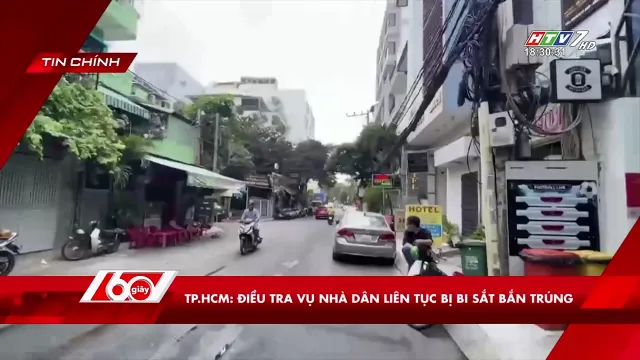 HTV7 HD
18:30:31
TIN CHÍNH
HOTEL
60 giây
TP.HCM: ĐIỀU TRA VỤ NHÀ DÂN LIÊN TỤC BỊ BI SẮT BẮN TRÚNG